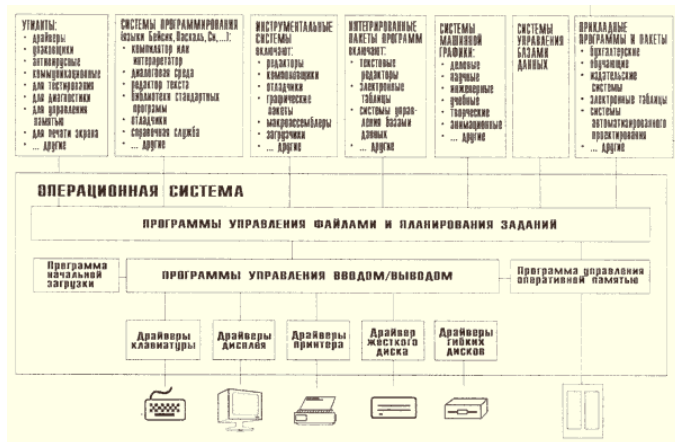 УТИЛИТЫ:
• драйверы
• упаковщики
• антивирусные
• коммуникационные
• для тестирования
• для диагностики
• для управления
памятью
• для печати экрана
• ... другие
СИСТЕМЫ ПРОГРАММИРОВАНИЯ
(языки Бейсик, Паскаль, Си, ...):
• компилятор или
интерпретатор
• диалоговая среда
• редактор текста
• библиотеки стандартных
программ
• отладчики
• справочная служба
• ... другие
ИНСТРУМЕНТАЛЬНЫЕ
СИСТЕМЫ
включают:
• редакторы
• компоновщики
• отладчики
• графические
пакеты
• макроассемблеры
• загрузчики
• ... другие
ИНТЕГРИРОВАННЫЕ
ПАКЕТЫ ПРОГРАММ
включают:
• текстовые
редакторы
• электронные
таблицы
• системы управ-
ления базами
данных
• ... другие
СИСТЕМЫ
МАШИННОЙ
ГРАФИКИ:
• деловые
• научные
• инженерные
• учебные
• творческие
• анимационные
• ... другие
СИСТЕМЫ
УПРАВЛЕНИЯ
БАЗАМИ
ДАННЫХ
ПРИКЛАДНЫЕ
ПРОГРАММЫ И ПАКЕТЫ
• бухгалтерские
• обучающие
• издательские
системы
• электронные таблицы
• системы
автоматизированного
проектирования
• ... другие
ОПЕРАЦИОННАЯ СИСТЕМА
ПРОГРАММЫ УПРАВЛЕНИЯ ФАЙЛАМИ И ПЛАНИРОВАНИЯ ЗАДАНИЙ
Программа
начальной
загрузки
ПРОГРАММЫ УПРАВЛЕНИЯ ВВОДОМ/ВЫВОДОМ
Программа управления
оперативной памятью
Драйверы
клавиатуры
Драйверы
дисплея
Драйверы
принтера
Драйвер
жесткого
диска
Драйверы
гибких
дисков